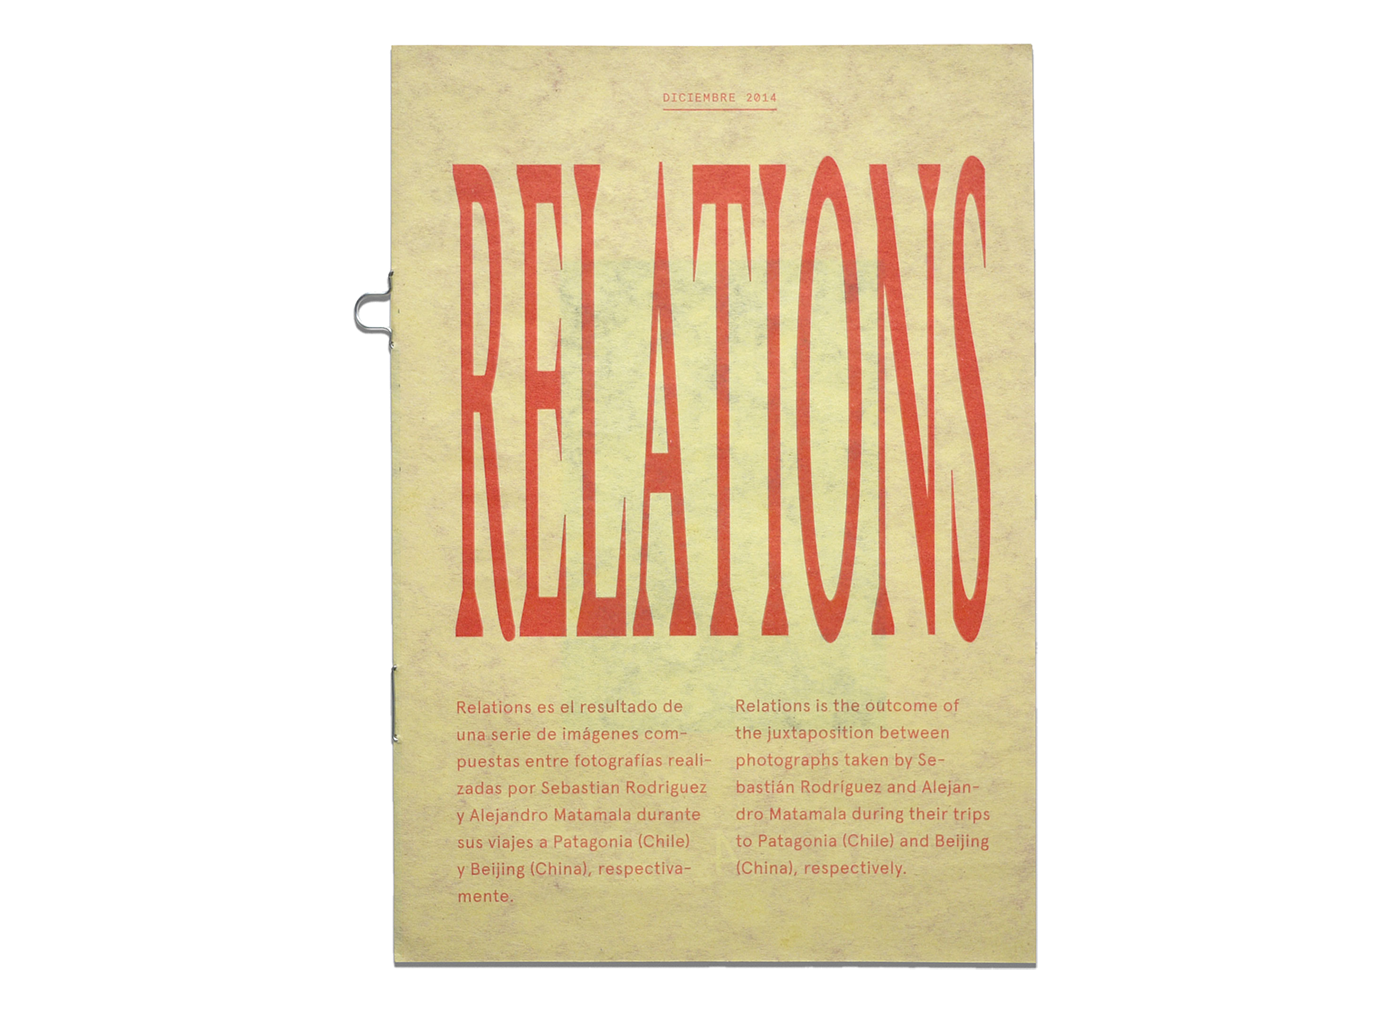 DICIEMBRE 2014
RELATIONS
Relations es el resultado de
una serie de imágenes com-
puestas entre fotografías reali-
zadas por Sebastian Rodriguez
y Alejandro Matamala durante
sus viajes a Patagonia (Chile)
y Beijing (China), respectiva-
mente.
Relations is the outcome of
the juxtaposition between
photographs taken by Se-
bastián Rodríguez and Alejan-
dro Matamala during their trips
to Patagonia (Chile) and Beijing
(China), respectively.